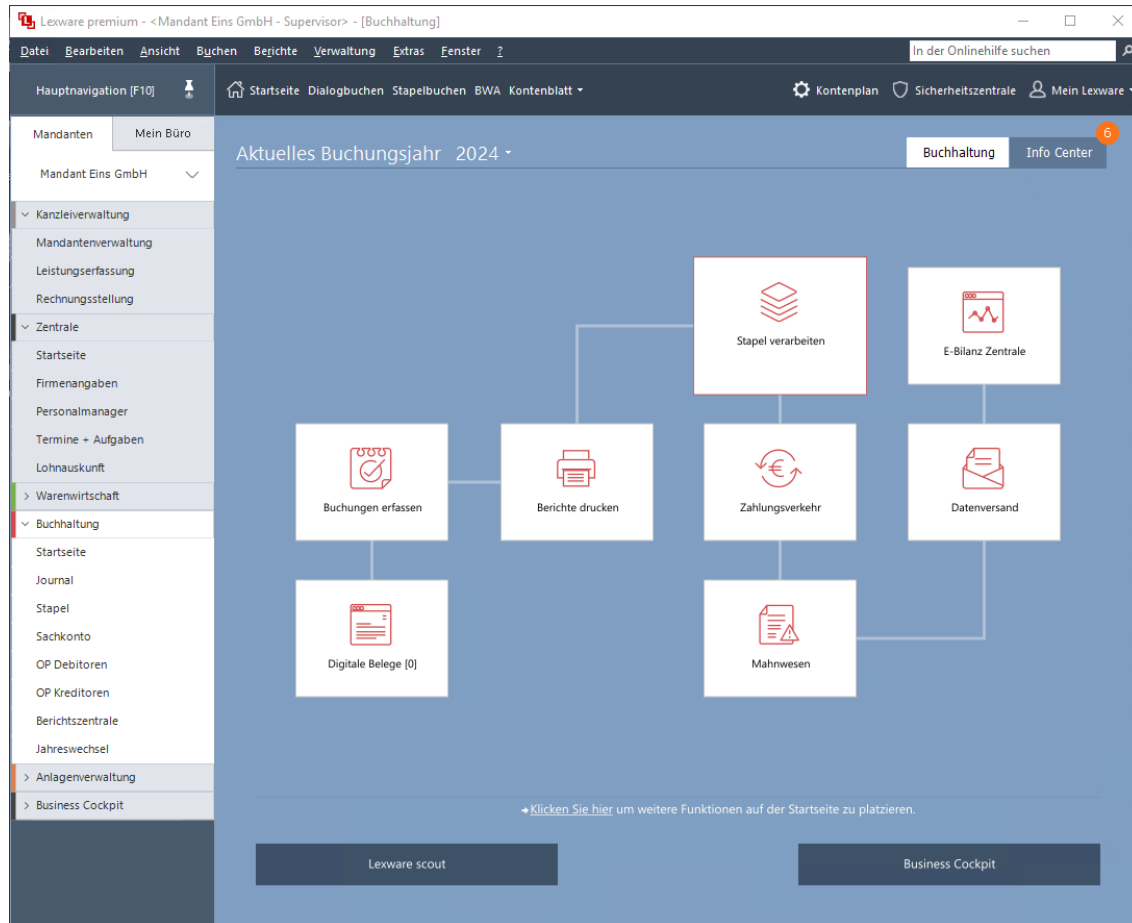 Lexware premium - <Mandant Eins GmbH - Supervisor> - [Buchhaltung]
Datei Bearbeiten Ansicht Buchen Berichte Verwaltung Extras Fenster ?
In der Onlinehilfe suchen
Hauptnavigation [F10]
Startseite Dialogbuchen Stapelbuchen BWA Kontenblatt
Kontenplan Sicherheitszentrale Mein Lexware
Mandanten Mein Büro
Mandant Eins GmbH
Kanzleiverwaltung
Mandantenverwaltung
Leistungserfassung
Rechnungsstellung
Zentrale
Startseite
Firmenangaben
Personalmanager
Termine + Aufgaben
Lohnauskunft
Warenwirtschaft
Buchhaltung
Startseite
Journal
Stapel
Sachkonto
OP Debitoren
OP Kreditoren
Berichtszentrale
Jahreswechsel
Anlagenverwaltung
Business Cockpit
Aktuelles Buchungsjahr 2024
Buchhaltung
Info Center
6
Stapel verarbeiten
E-Bilanz Zentrale
Buchungen erfassen
Berichte drucken
Zahlungsverkehr
Datenversand
Digitale Belege [0]
Mahnwesen
Klicken Sie hier um weitere Funktionen auf der Startseite zu platzieren.
Lexware scout
Business Cockpit